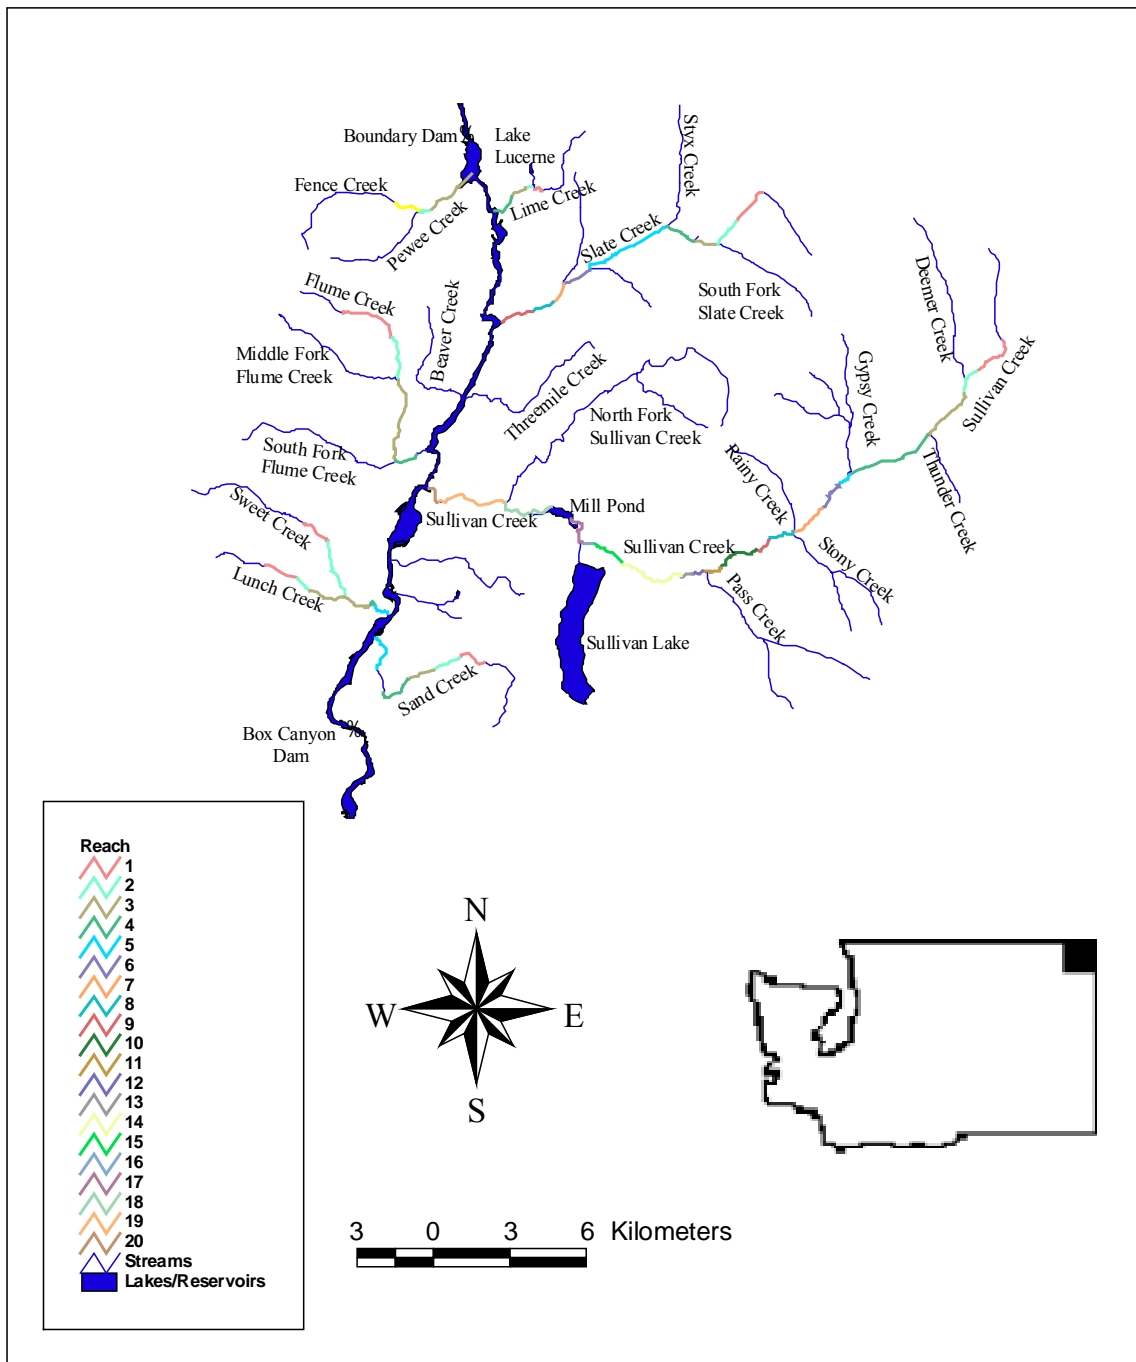 Boundary Dam
%
Lake
Lucerne
Styx Creek
Fence Creek
Lime Creek
Pewee Creek
Slate Creek
Flume Creek
South Fork
Slate Creek
Deemer Creek
Beaver Creek
Middle Fork
Flume Creek
Threemile Creek
Gypsy Creek
Sullivan Creek
North Fork
Sullivan Creek
South Fork
Flume Creek
Rainy Creek
Thunder Creek
Sweet Creek
Sullivan Creek
Mill Pond
Sullivan Creek
Stony Creek
Lunch Creek
Pass Creek
Sullivan Lake
Sand Creek
Box Canyon
Dam
%
Reach
1
2
3
4
5
6
7
8
9
10
11
12
13
14
15
16
17
18
19
20
Streams
Lakes/Reservoirs
N
W
E
S
3 0 3 6 Kilometers